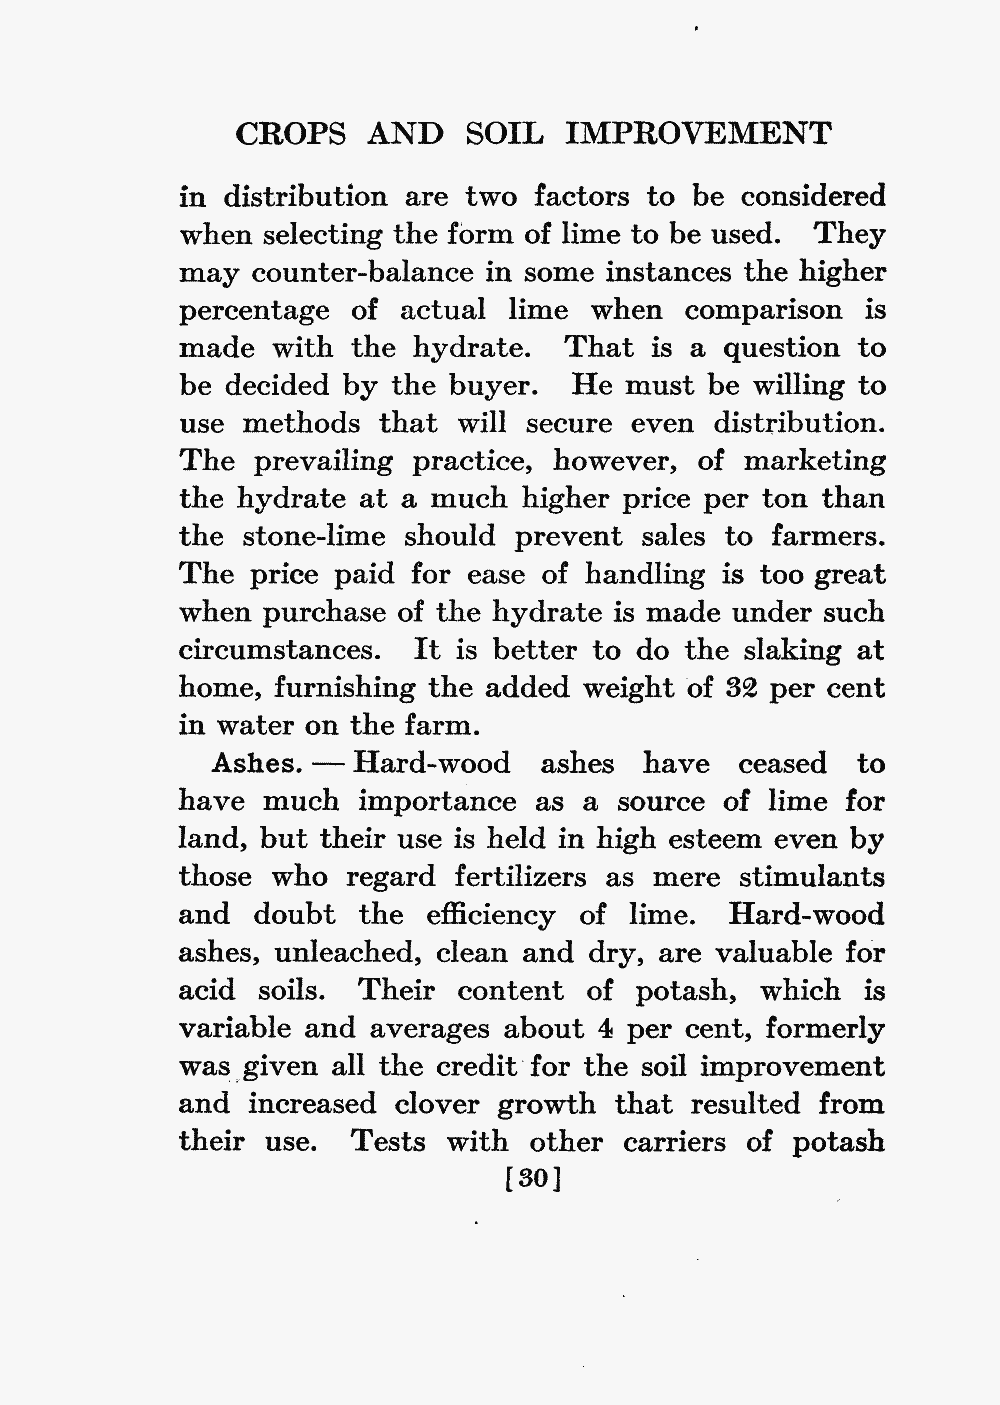 CROPS AND SOIL IMPROVEMENT
in distribution are two factors to be considered
when selecting the form of lime to be used. They
may counter-balance in some instances the higher
percentage of actual lime when comparison is
made with the hydrate. That is a question to
be decided by the buyer. He must be willing to
use methods that will secure even distribution.
The prevailing practice, however, of marketing
the hydrate at a much higher price per ton than
the stone-lime should prevent sales to farmers.
The price paid for ease of handling is too great
when purchase of the hydrate is made under such
circumstances. It is better to do the slaking at
home, furnishing the added weight of 32 per cent
in water on the farm.
Ashes. — Hard-wood ashes have ceased to
have much importance as a source of lime for
land, but their use is held in high esteem even by
those who regard fertilizers as mere stimulants
and doubt the efficiency of lime. Hard-wood
ashes, unleached, clean and dry, are valuable for
acid soils. Their content of potash, which is
variable and averages about 4 per cent, formerly
was given all the credit for the soil improvement
and increased clover growth that resulted from
their use. Tests with other carriers of potash
[30]